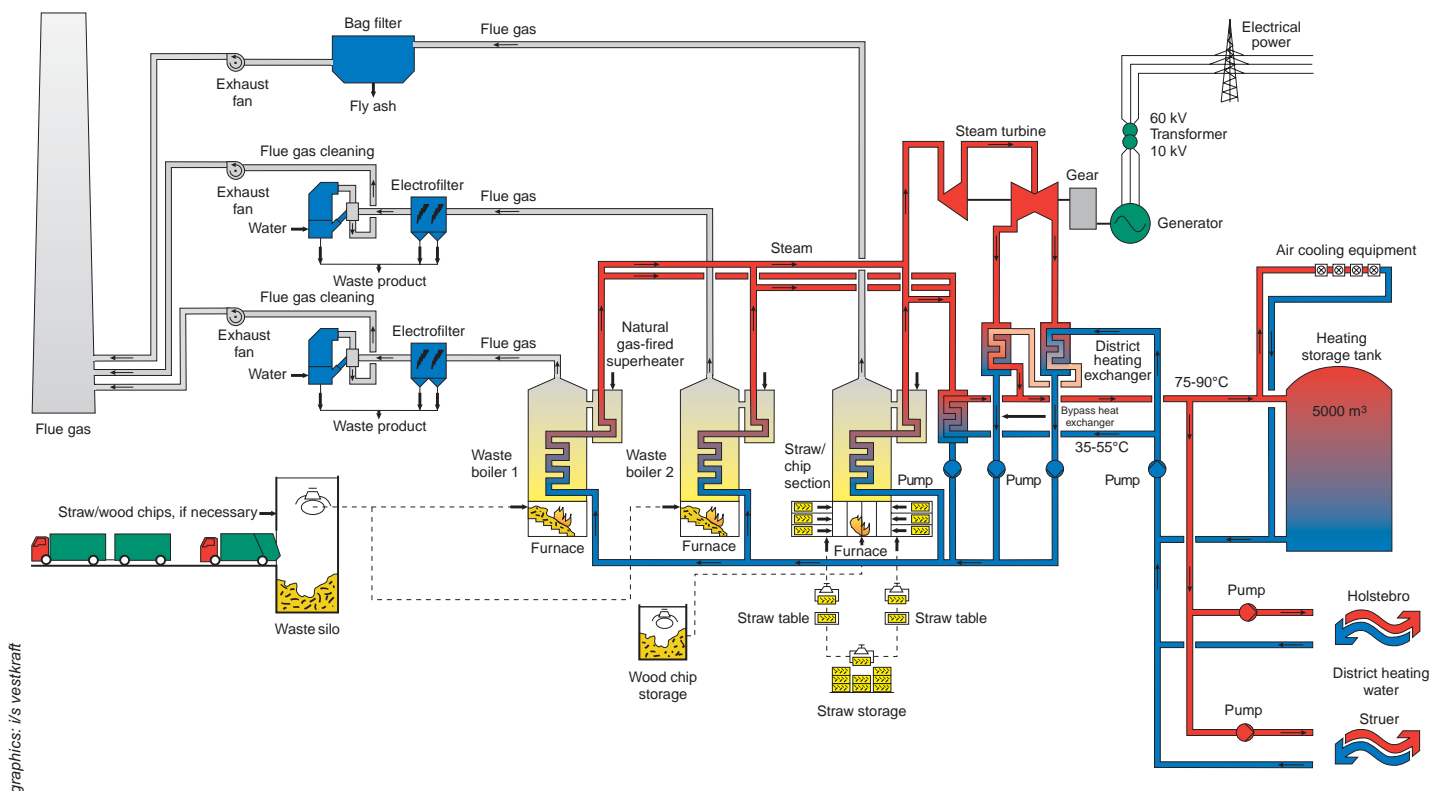 Bag filter
Flue gas
Electrical
power
Exhaust
fan
Fly ash
60 kV
Transformer
10 kV
Steam turbine
Flue gas cleaning
Gear
Exhaust
fan
Electrofilter
Flue gas
Water
Generator
Steam
Air cooling equipment
Waste product
Flue gas cleaning
Exhaust
fan
Electrofilter
Flue gas
Natural
gas-fired
superheater
Water
District
heating
exchanger
Heating
storage tank
75-90°C
5000 m³
Waste product
Flue gas
Bypass heat
exchanger
35-55°C
Waste
boiler 1
Waste
boiler 2
Straw/
chip
section
Pump
Pump
Pump
Straw/wood chips, if necessary
Furnace
Furnace
Furnace
Waste silo
Straw table
Straw table
Wood chip
storage
Straw storage
Pump
Holstebro
District heating
water
Pump
Struer
graphics: i/s vestkraft